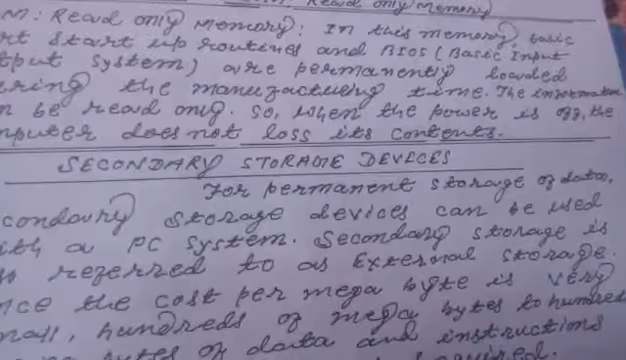 Read only Memory
M: Read only Memory: In this memory, basic
rt start up routines and BIOS (Basic Input
tput System) are permanently loaded
ring the manufacturing time. The information
n be read only. So, when the power is off, the
mputer does not loss its contents.
SECONDARY STORAGE DEVICES
For permanent storage of data,
condary storage devices can be used
ith a PC system. Secondary storage is
so referred to as External storage.
nce the cost per mega byte is very
mall, hundreds of mega bytes to hundreds
bytes of data and instructions